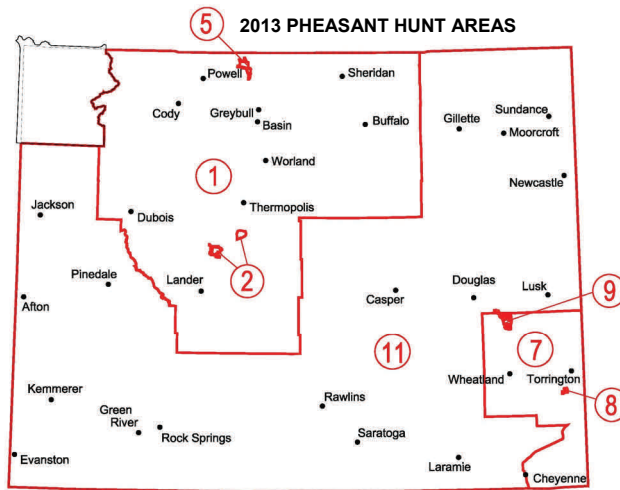 2013 PHEASANT HUNT AREAS
5
Powell
Sheridan
Cody
Greybull
Basin
Buffalo
Gillette
Sundance
Moorcroft
Worland
1
Newcastle
Jackson
Dubois
Thermopolis
2
Pinedale
Lander
Casper
Douglas
Lusk
9
Afton
11
7
Wheatland
Torrington
8
Kemmerer
Green
River
Rock Springs
Rawlins
Saratoga
Evanston
Laramie
Cheyenne